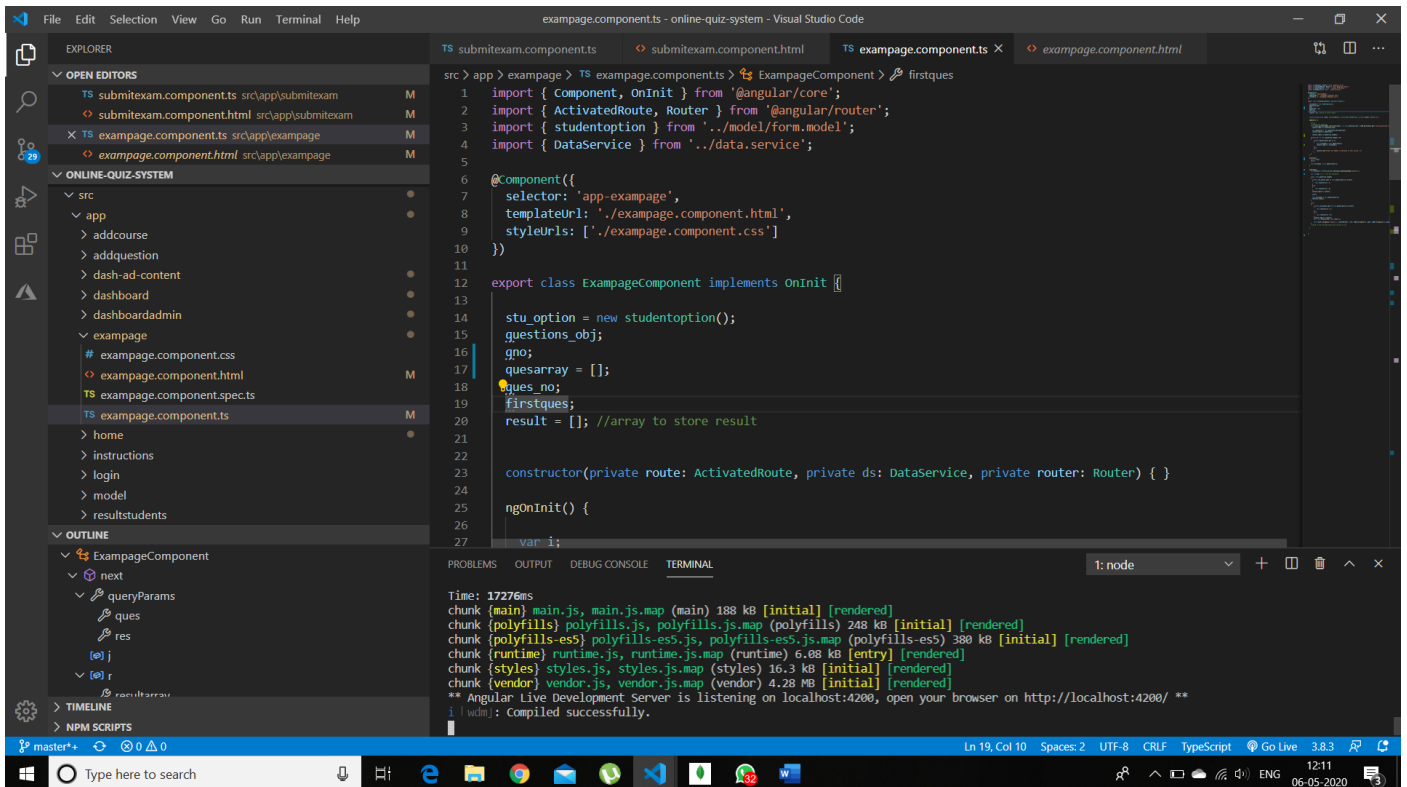 File Edit Selection View Go Run Terminal Help
exampage.component.ts - online-quiz-system - Visual Studio Code
EXPLORER
OPEN EDITORS
TS submitexam.component.ts src\app\submitexam M
<> submitexam.component.html src\app\submitexam M
TS exampage.component.ts src\app\exampage M
<> exampage.component.html src\app\exampage M
ONLINE-QUIZ-SYSTEM
src
app
addcourse
addquestion
dash-ad-content
dashboard
dashboardadmin
exampage
# exampage.component.css
<> exampage.component.html M
TS exampage.component.spec.ts
TS exampage.component.ts M
home
instructions
login
model
resultstudents
OUTLINE
ExampageComponent
next
queryParams
ques
res
j
r
resultarray
TIMELINE
NPM SCRIPTS
29
TS submitexam.component.ts <> submitexam.component.html TS exampage.component.ts <> exampage.component.html
src > app > exampage > TS exampage.component.ts > ExampageComponent > firstques
1 import { Component, OnInit } from '@angular/core';
2 import { ActivatedRoute, Router } from '@angular/router';
3 import { studentoption } from '../model/form.model';
4 import { DataService } from '../data.service';
5
6 @Component({
7 selector: 'app-exampage',
8 templateUrl: './exampage.component.html',
9 styleUrls: ['./exampage.component.css']
10 })
11
12 export class ExampageComponent implements OnInit {
13
14 stu_option = new studentoption();
15 questions_obj;
16 qno;
17 quesarray = [];
18 ques_no;
19 firstques;
20 result = []; //array to store result
21
22
23 constructor(private route: ActivatedRoute, private ds: DataService, private router: Router) { }
24
25 ngOnInit() {
26
27 var i;
PROBLEMS OUTPUT DEBUG CONSOLE TERMINAL 1: node
Time: 17276ms
chunk {main} main.js, main.js.map (main) 188 kB [initial] [rendered]
chunk {polyfills} polyfills.js, polyfills.js.map (polyfills) 248 kB [initial] [rendered]
chunk {polyfills-es5} polyfills-es5.js, polyfills-es5.js.map (polyfills-es5) 380 kB [initial] [rendered]
chunk {runtime} runtime.js, runtime.js.map (runtime) 6.08 kB [entry] [rendered]
chunk {styles} styles.js, styles.js.map (styles) 16.3 kB [initial] [rendered]
chunk {vendor} vendor.js, vendor.js.map (vendor) 4.28 MB [initial] [rendered]
** Angular Live Development Server is listening on localhost:4200, open your browser on http://localhost:4200/ **
i ｢wdm｣: Compiled successfully.
master*+ 0 0 Ln 19, Col 10 Spaces: 2 UTF-8 CRLF TypeScript Go Live 3.8.3
Type here to search 32 ENG 12:11
06-05-2020 3